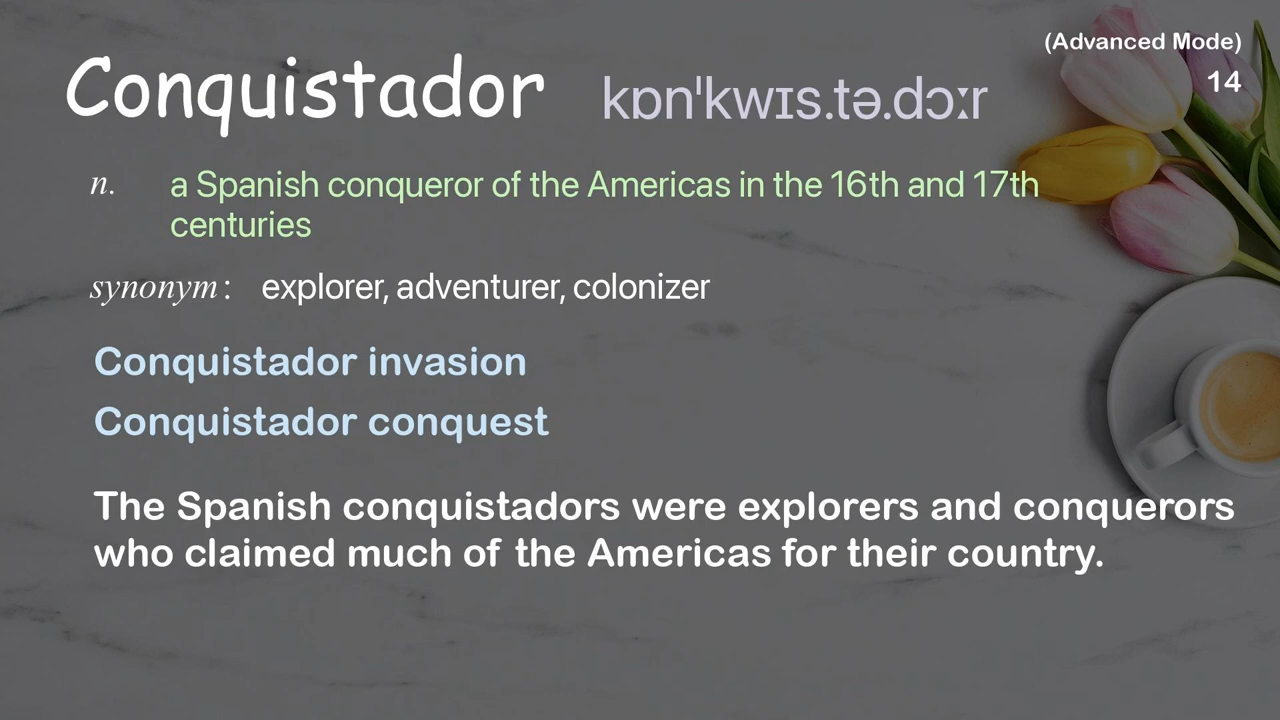 (Advanced Mode)
14
Conquistador kɒnˈkwɪs.tə.dɔːr
n. a Spanish conqueror of the Americas in the 16th and 17th
centuries
synonym: explorer, adventurer, colonizer
Conquistador invasion
Conquistador conquest
The Spanish conquistadors were explorers and conquerors
who claimed much of the Americas for their country.